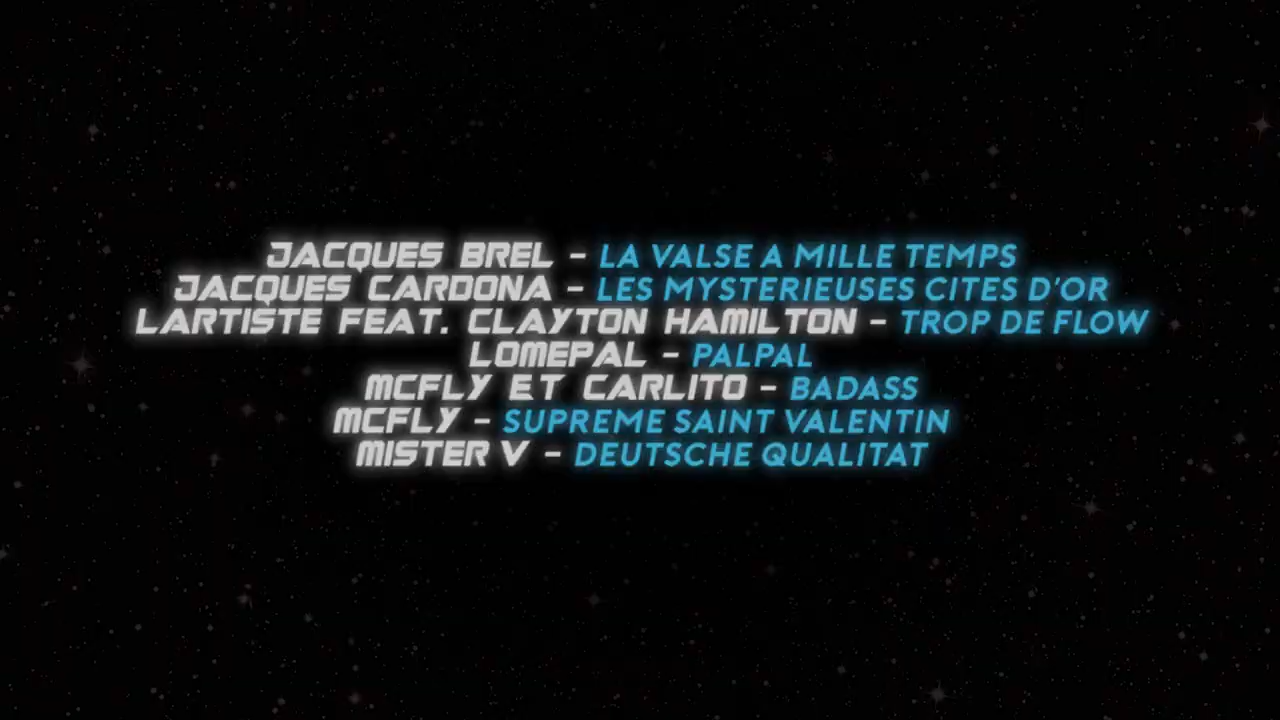 JACQUES BREL - LA VALSE A MILLE TEMPS
JACQUES CARDONA - LES MYSTERIEUSES CITES D'OR
LARTISTE FEAT. CLAYTON HAMILTON - TROP DE FLOW
LOMEPAL - PALPAL
MCFLY ET CARLITO - BADASS
MCFLY - SUPREME SAINT VALENTIN
MISTER V - DEUTSCHE QUALITAT